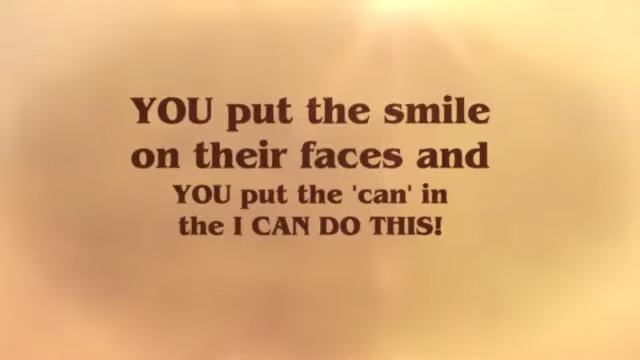 YOU put the smile
on their faces and
YOU put the 'can' in
the I CAN DO THIS!